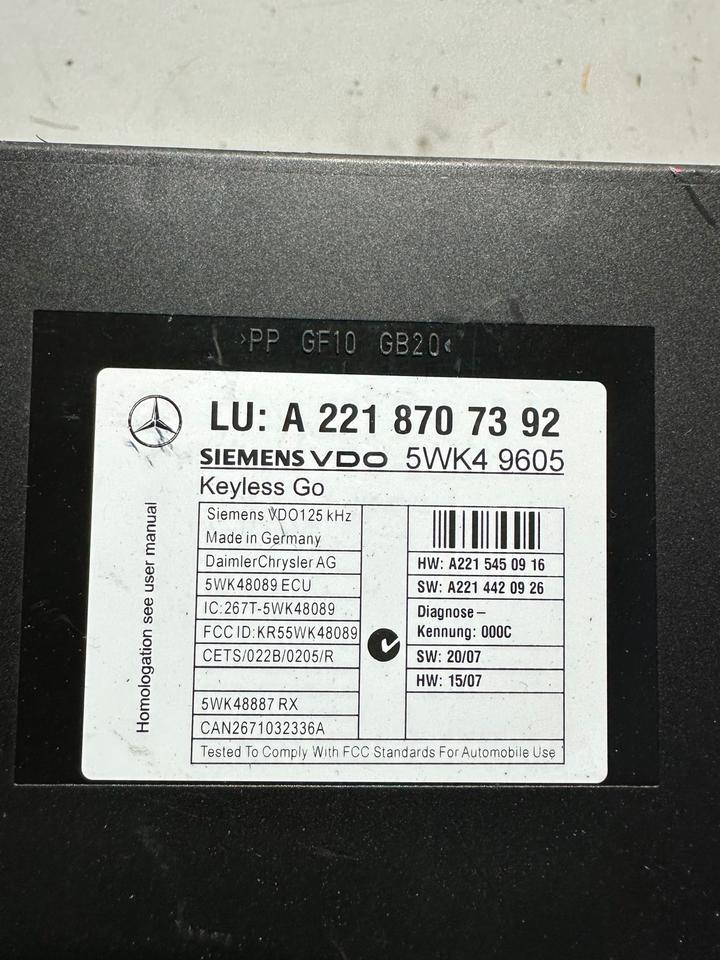 >PP GF10 GB20<
LU: A 221 870 73 92
SIEMENS VDO 5WK4 9605
Keyless Go
Homologation see user manual
Siemens VDO125 kHz
Made in Germany
DaimlerChrysler AG
5WK48089 ECU
IC:267T-5WK48089
FCC ID:KR55WK48089
CETS/022B/0205/R
5WK48887 RX
CAN2671032336A
HW: A221 545 09 16
SW: A221 442 09 26
Diagnose –
Kennung: 000C
SW: 20/07
HW: 15/07
Tested To Comply With FCC Standards For Automobile Use